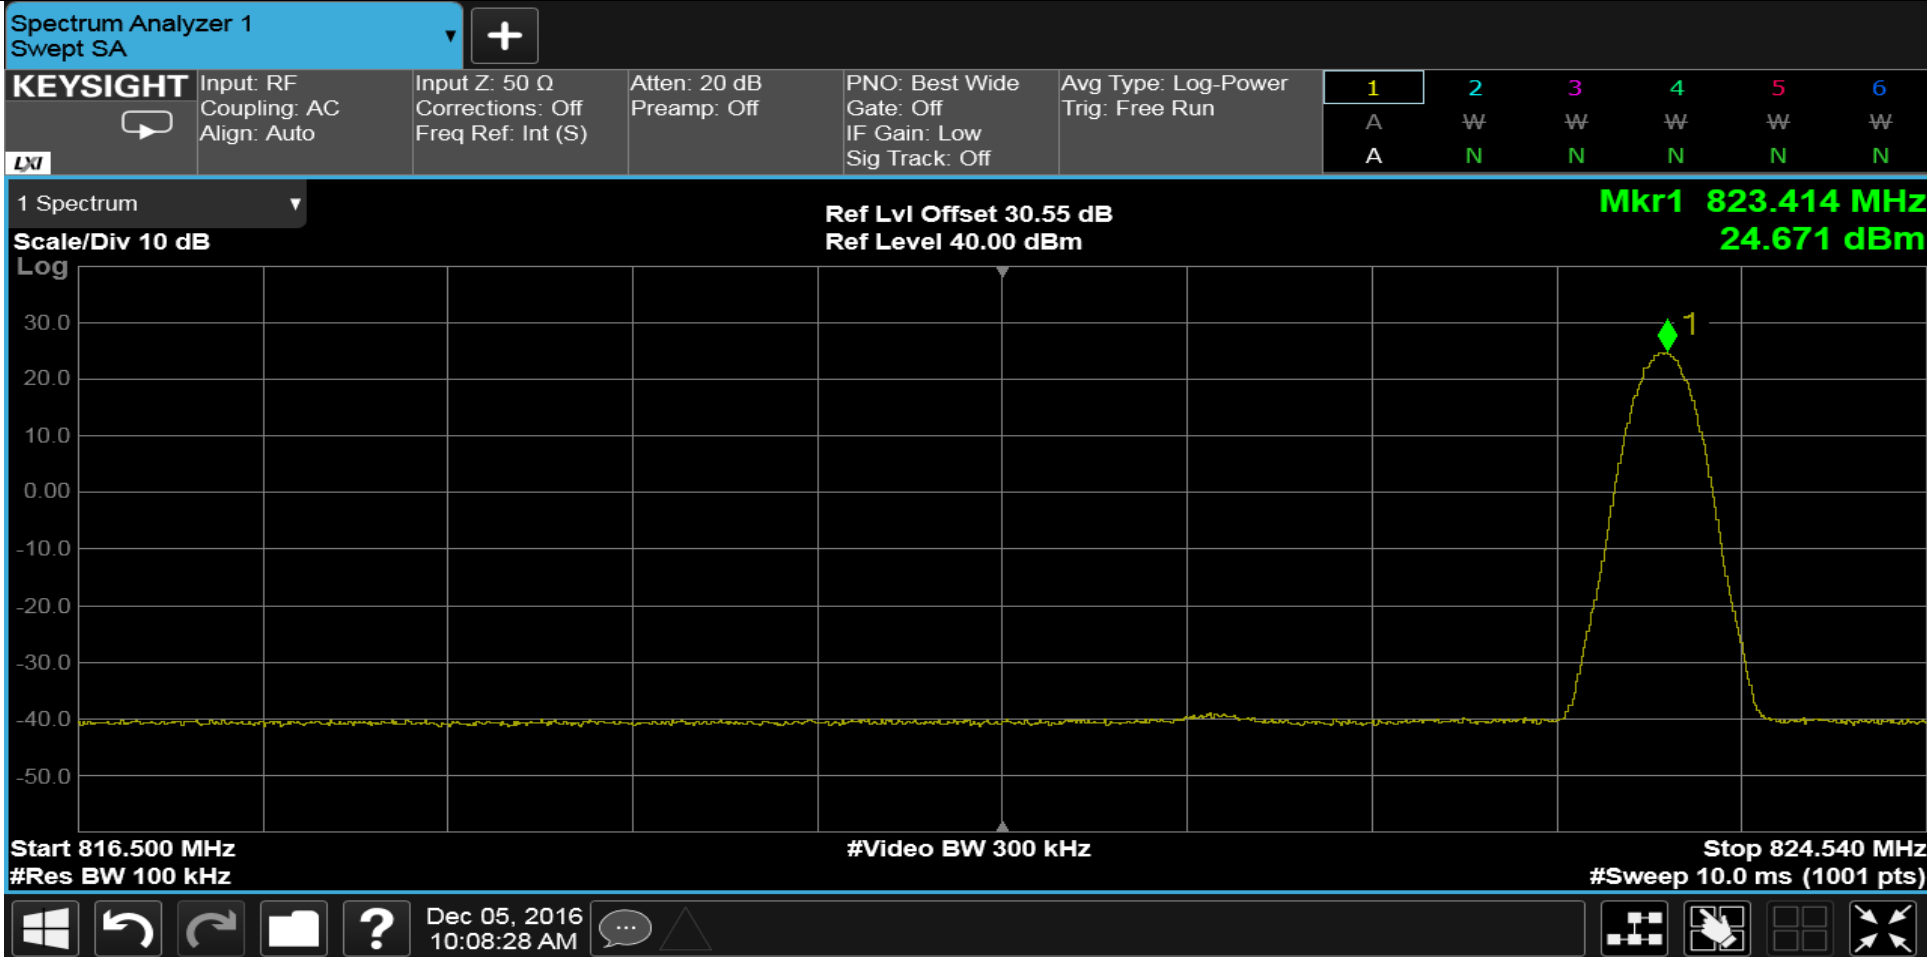 Spectrum Analyzer 1
Swept SA
KEYSIGHT
LXI
Input: RF
Coupling: AC
Align: Auto
Input Z: 50 Ω
Corrections: Off
Freq Ref: Int (S)
Atten: 20 dB
Preamp: Off
PNO: Best Wide
Gate: Off
IF Gain: Low
Sig Track: Off
Avg Type: Log-Power
Trig: Free Run
1 2 3 4 5 6
A W W W W W
A N N N N N
1 Spectrum
Scale/Div 10 dB
Log
Ref Lvl Offset 30.55 dB
Ref Level 40.00 dBm
Mkr1 823.414 MHz
24.671 dBm
1
30.0
20.0
10.0
0.00
-10.0
-20.0
-30.0
-40.0
-50.0
Start 816.500 MHz
#Res BW 100 kHz
#Video BW 300 kHz
Stop 824.540 MHz
#Sweep 10.0 ms (1001 pts)
?
Dec 05, 2016
10:08:28 AM